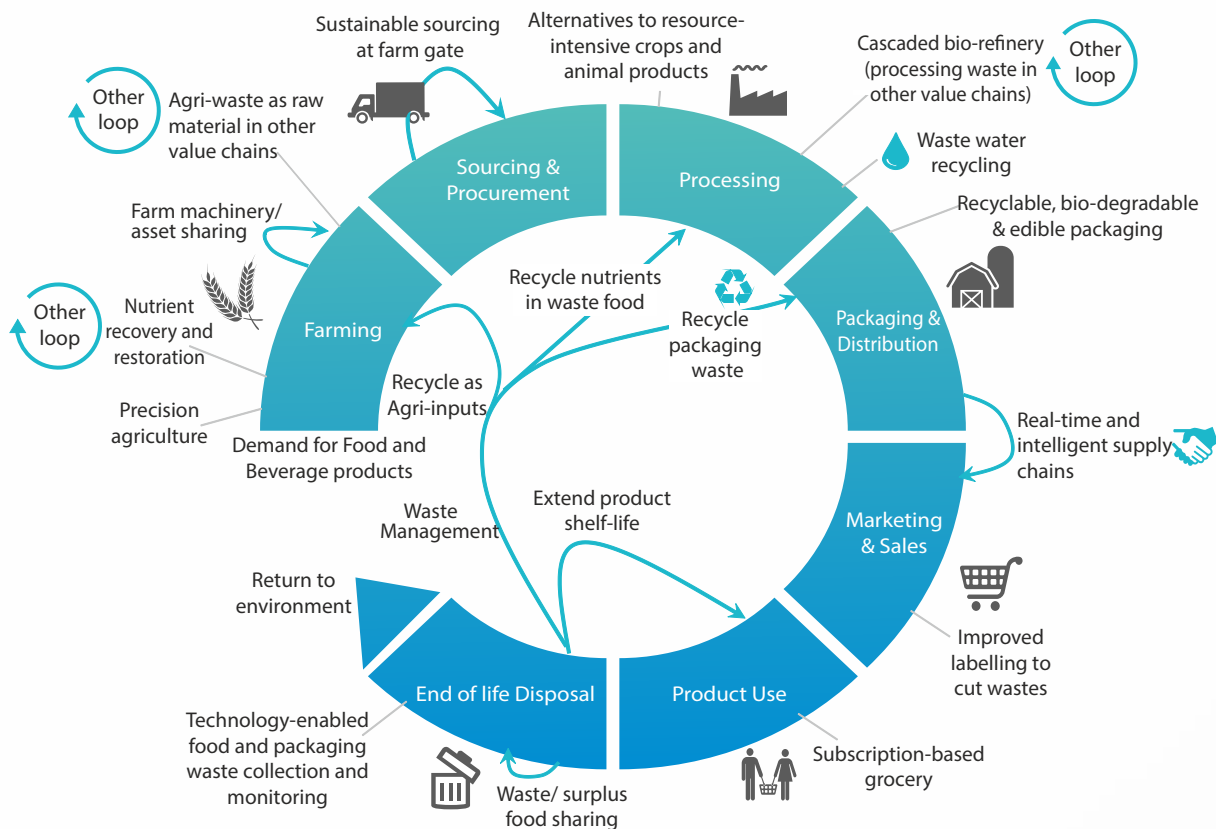 Sustainable sourcing
at farm gate
Alternatives to resource-
intensive crops and
animal products
Cascaded bio-refinery
(processing waste in
other value chains)
Other
loop
Other
loop
Agri-waste as raw
material in other
value chains
Waste water
recycling
Sourcing &
Procurement
Processing
Recyclable, bio-degradable
& edible packaging
Farm machinery/
asset sharing
Recycle nutrients
in waste food
Other
loop
Nutrient
recovery and
restoration
Farming
Recycle
packaging
waste
Packaging &
Distribution
Recycle as
Agri-inputs
Precision
agriculture
Demand for Food and
Beverage products
Real-time and
intelligent supply
chains
Waste
Management
Extend product
shelf-life
Marketing
& Sales
Return to
environment
Improved
labelling to
cut wastes
End of life Disposal
Product Use
Technology-enabled
food and packaging
waste collection and
monitoring
Waste/ surplus
food sharing
Subscription-based
grocery